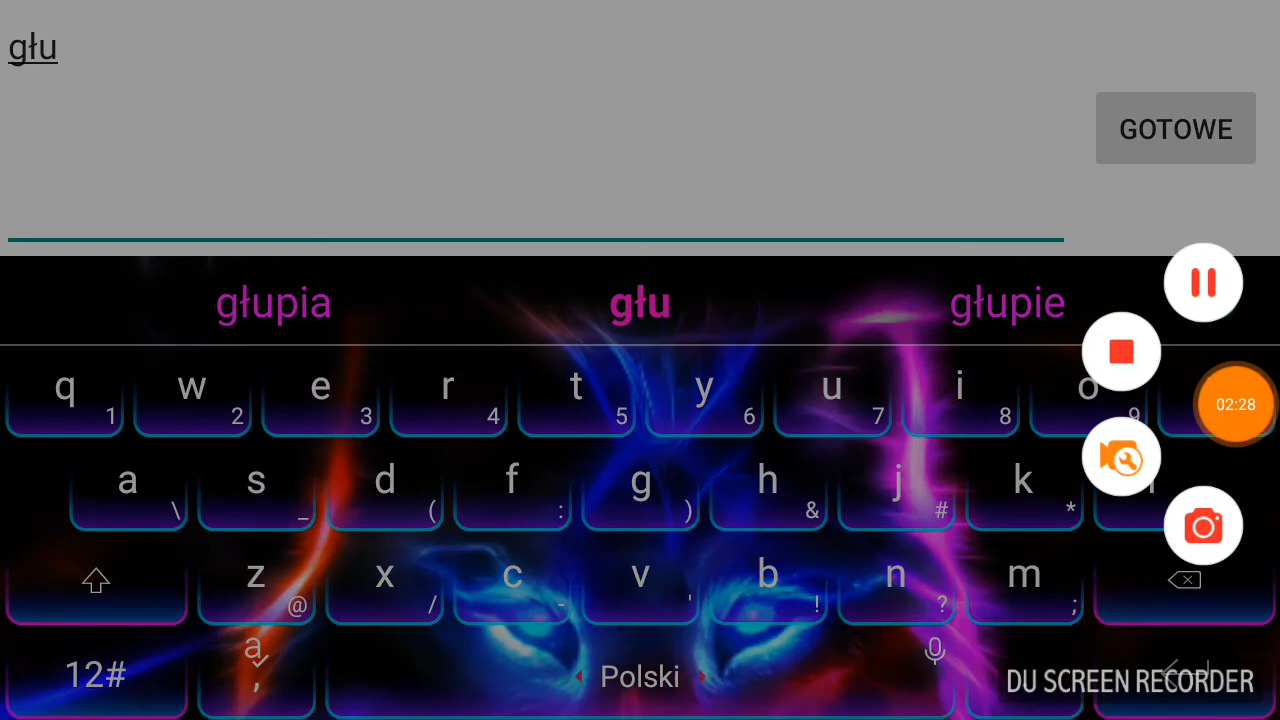 głu
GOTOWE
głupia głu głupie
q w e r t y u i o
1 2 3 4 5 6 7 8 9
02:28
a s d f g h j k l
\ _ ( : ) & # *
z x c v b n m
@ / - ' ! ? ;
12# a , Polski
DU SCREEN RECORDER